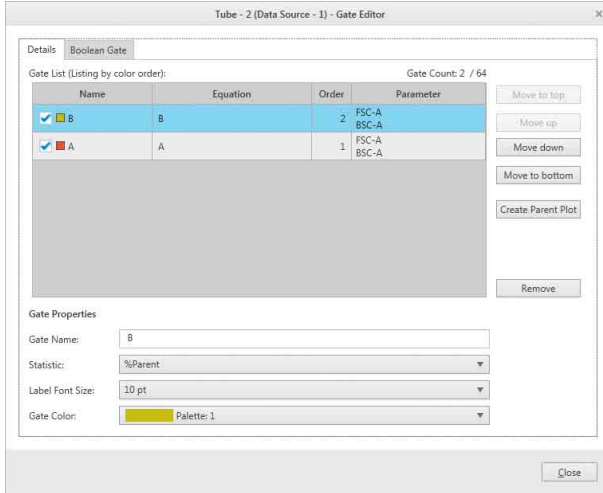 Tube - 2 (Data Source - 1) - Gate Editor
Details Boolean Gate
Gate List (Listing by color order): Gate Count: 2 / 64
Name Equation Order Parameter
B B 2 FSC-A
BSC-A
A A 1 FSC-A
BSC-A
Move to top
Move up
Move down
Move to bottom
Create Parent Plot
Remove
Gate Properties
Gate Name: B
Statistic: %Parent
Label Font Size: 10 pt
Gate Color: Palette: 1
Close